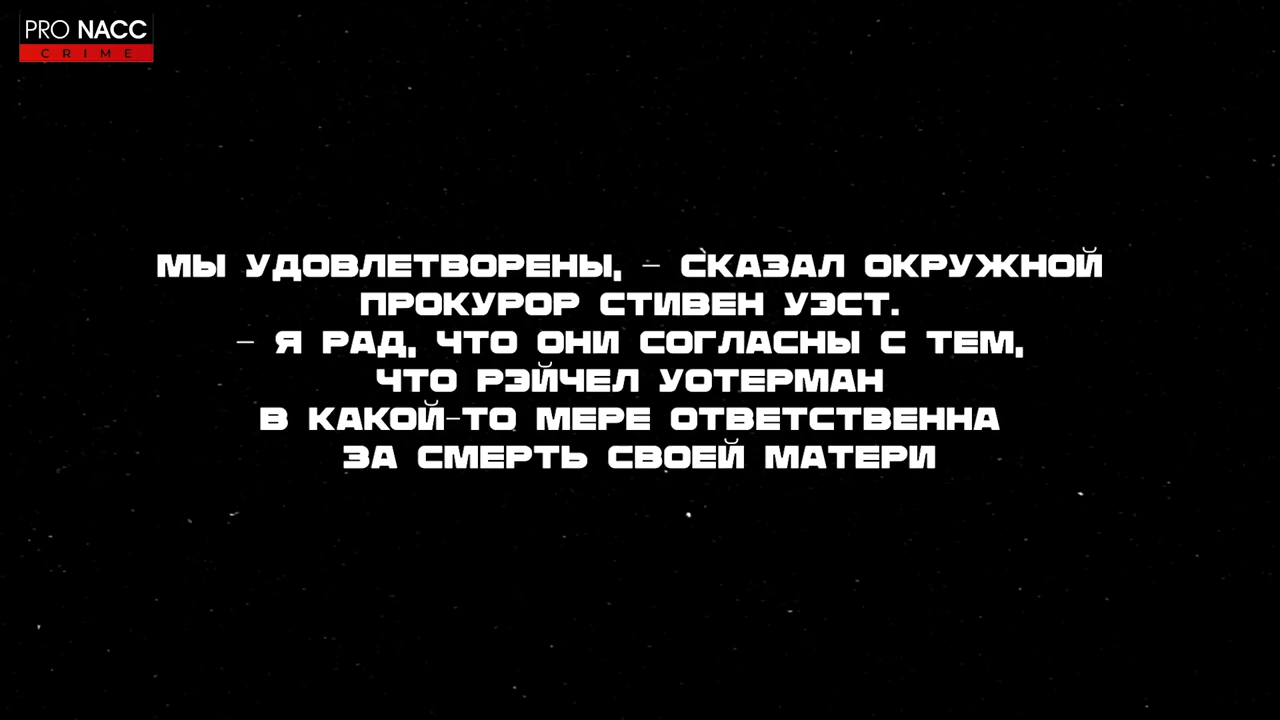 PRO NACC
CRIME
МЫ УДОВЛЕТВОРЕНЫ, – СКАЗАЛ ОКРУЖНОЙ
ПРОКУРОР СТИВЕН УЭСТ.
– Я РАД, ЧТО ОНИ СОГЛАСНЫ С ТЕМ,
ЧТО РЭЙЧЕЛ УОТЕРМАН
В КАКОЙ-ТО МЕРЕ ОТВЕТСТВЕННА
ЗА СМЕРТЬ СВОЕЙ МАТЕРИ